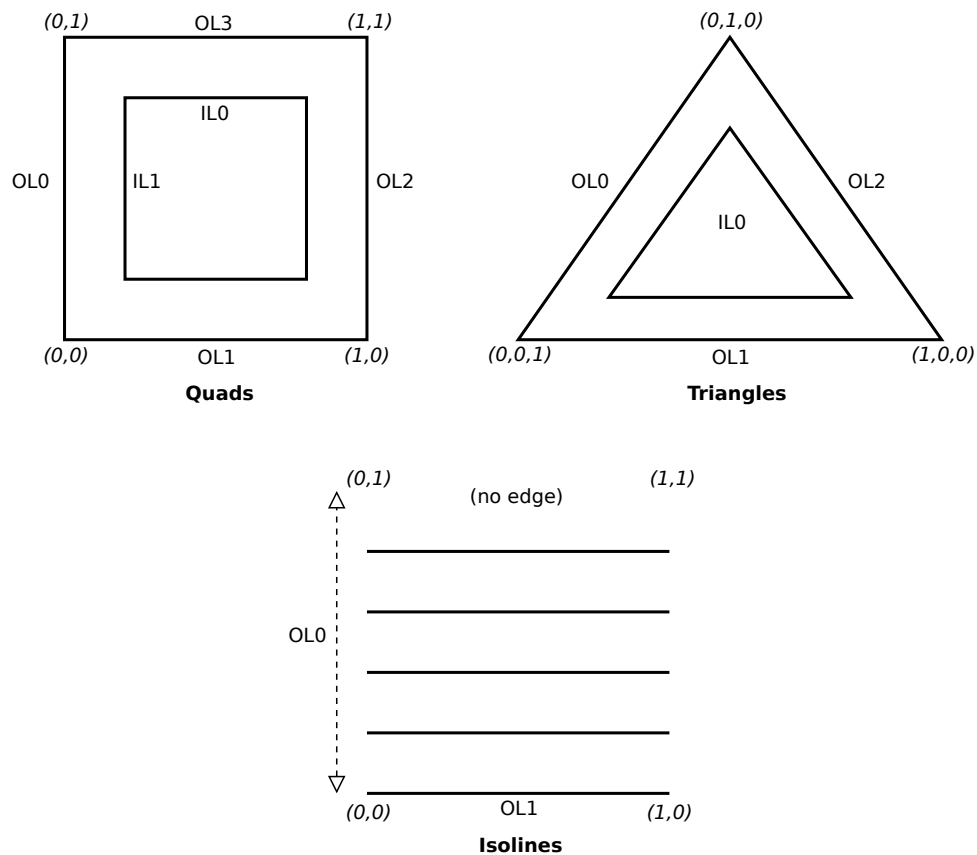 (0,1) OL3 (1,1)
IL0
OL0 IL1 OL2
(0,0) OL1 (1,0)
Quads
(0,1,0)
OL0 OL2
IL0
(0,0,1) OL1 (1,0,0)
Triangles
(0,1) (no edge) (1,1)
OL0
(0,0) OL1 (1,0)
Isolines